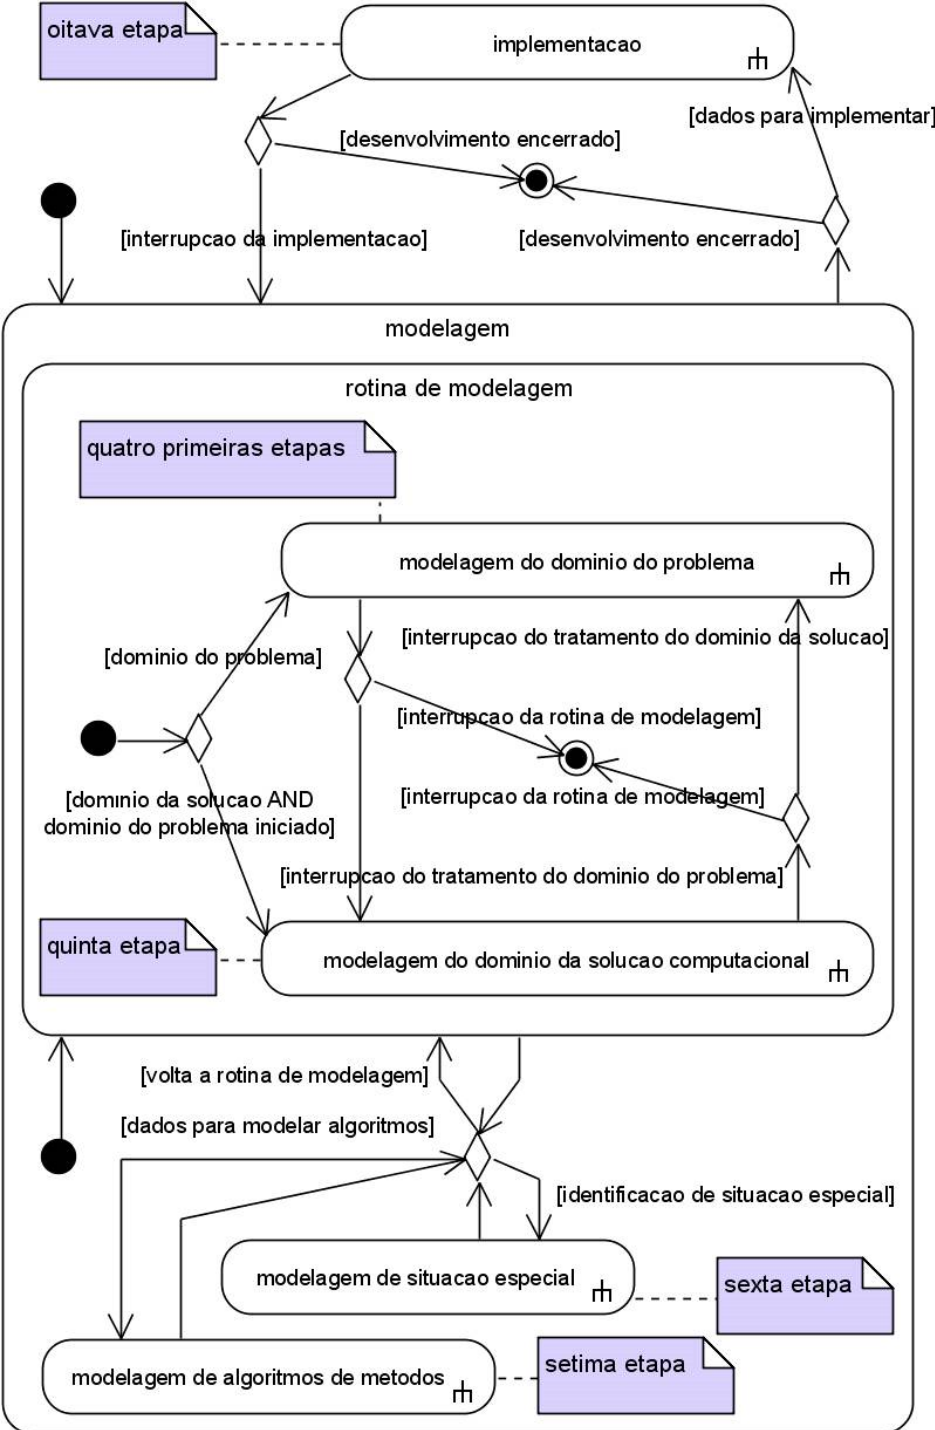 oitava etapa
implementacao
[dados para implementar]
[desenvolvimento encerrado]
[interrupcao da implementacao]
[desenvolvimento encerrado]
modelagem
rotina de modelagem
quatro primeiras etapas
modelagem do dominio do problema
[interrupcao do tratamento do dominio da solucao]
[dominio do problema]
[interrupcao da rotina de modelagem]
[interrupcao da rotina de modelagem]
[dominio da solucao AND
dominio do problema iniciado]
[interrupcao do tratamento do dominio do problema]
quinta etapa
modelagem do dominio da solucao computacional
[volta a rotina de modelagem]
[dados para modelar algoritmos]
[identificacao de situacao especial]
modelagem de situacao especial
sexta etapa
setima etapa
modelagem de algoritmos de metodos